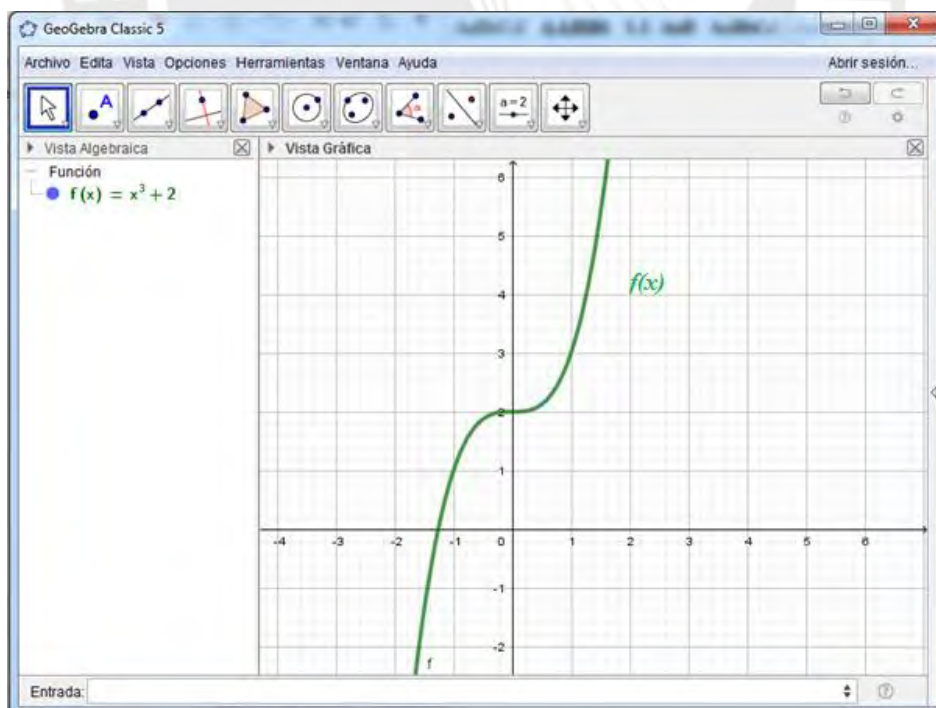 GeoGebra Classic 5
Archivo Edita Vista Opciones Herramientas Ventana Ayuda
Abrir sesión...
A
α
a=2
Vista Algebraica
Vista Gráfica
Función
f(x) = x³ + 2
f(x)
6
5
4
3
2
1
-1
-2
-4 -3 -2 -1 0 1 2 3 4 5 6
f
Entrada: